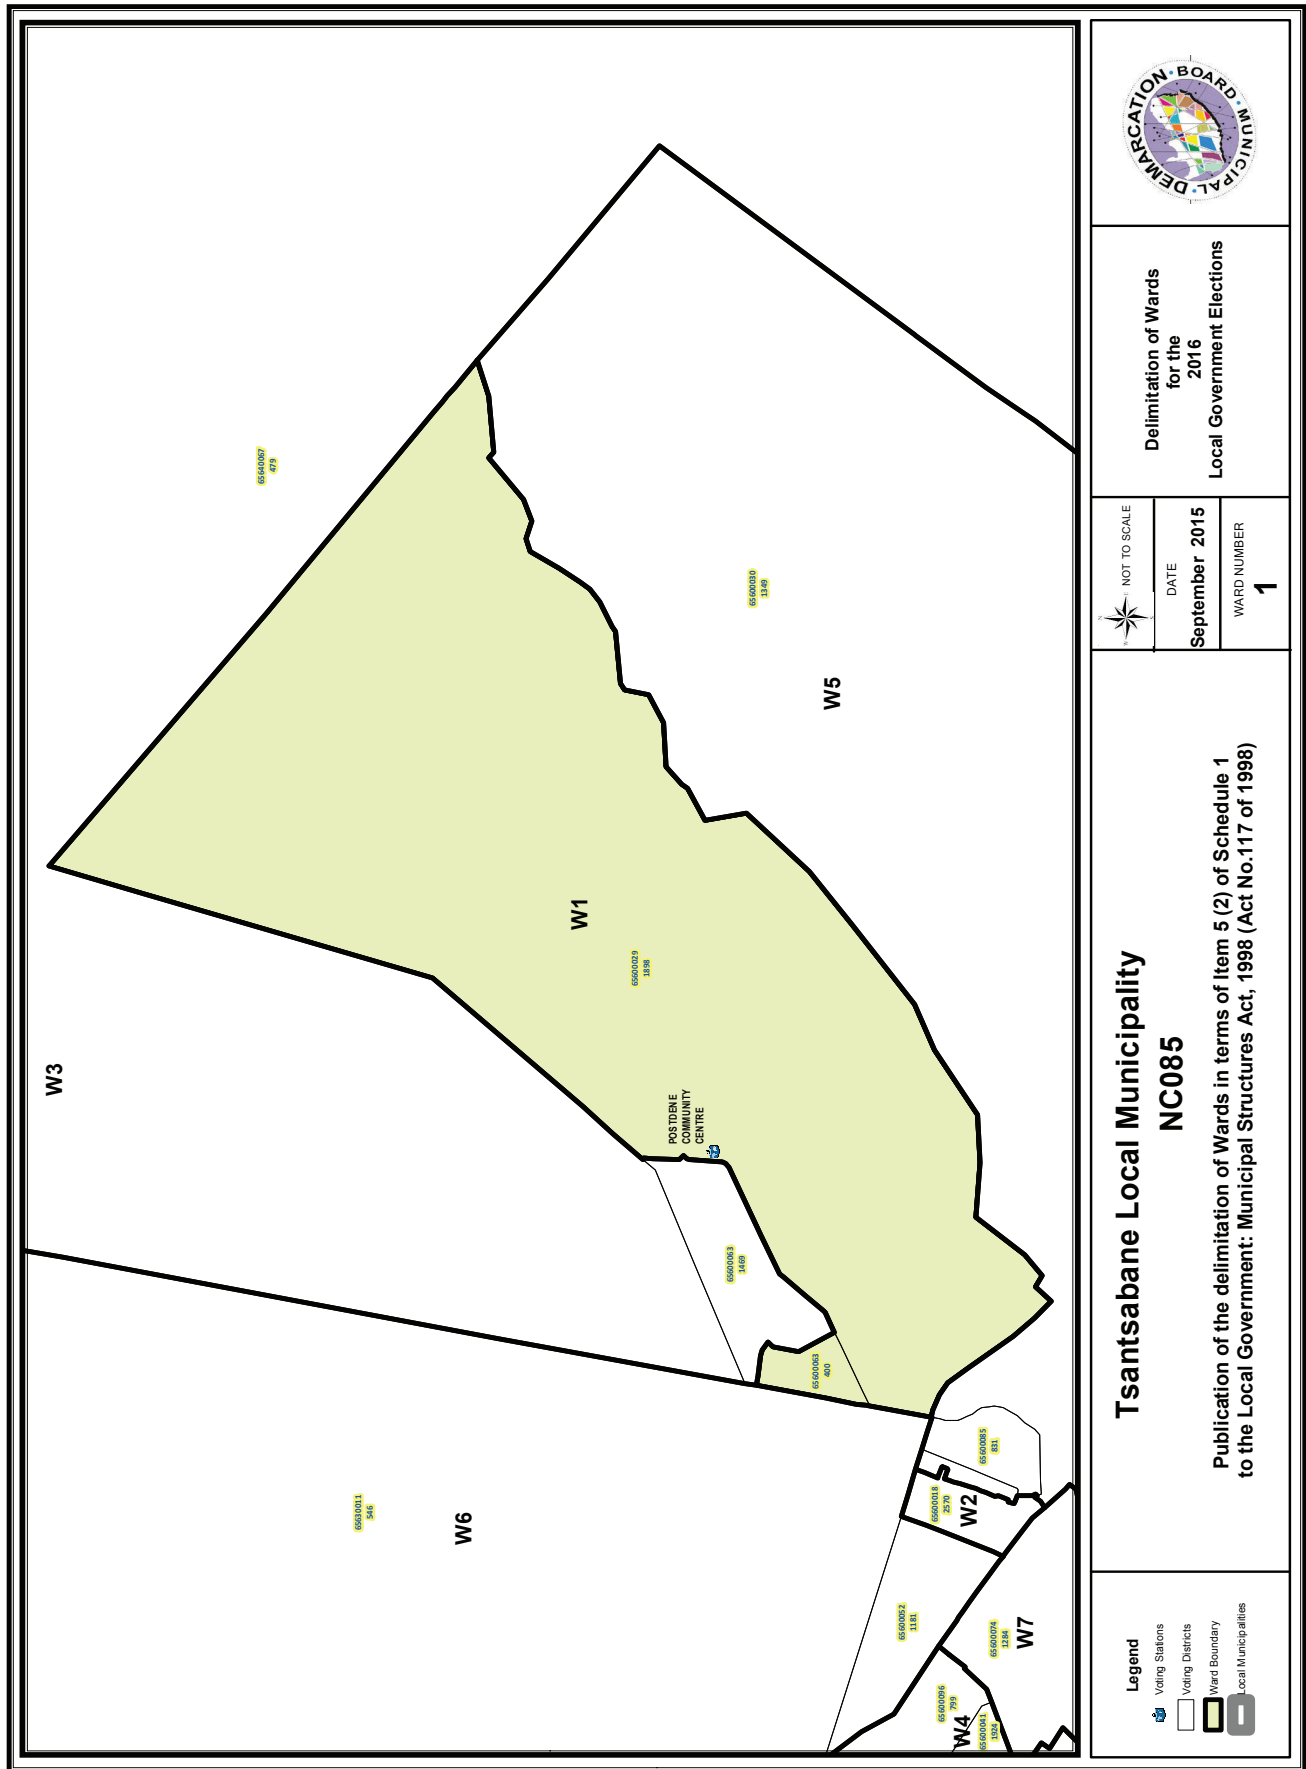 65640067
479
65600030
1349
W5
W3
W1
65600029
1898
POSTDENE
COMMUNITY
CENTRE
65600063
1469
65600063
400
65630011
546
W6
65600085
831
65600018
2570
W2
65600052
1181
65600074
1284
W7
65600096
799
W4
65600041
1924
Legend
Voting Stations
Voting Districts
Ward Boundary
Local Municipalities
Tsantsabane Local Municipality
NC085
Publication of the delimitation of Wards in terms of Item 5 (2) of Schedule 1
to the Local Government: Municipal Structures Act, 1998 (Act No.117 of 1998)
NOT TO SCALE
DATE
September 2015
WARD NUMBER
1
Delimitation of Wards
for the
2016
Local Government Elections
MUNICIPAL • DEMARCATION • BOARD •